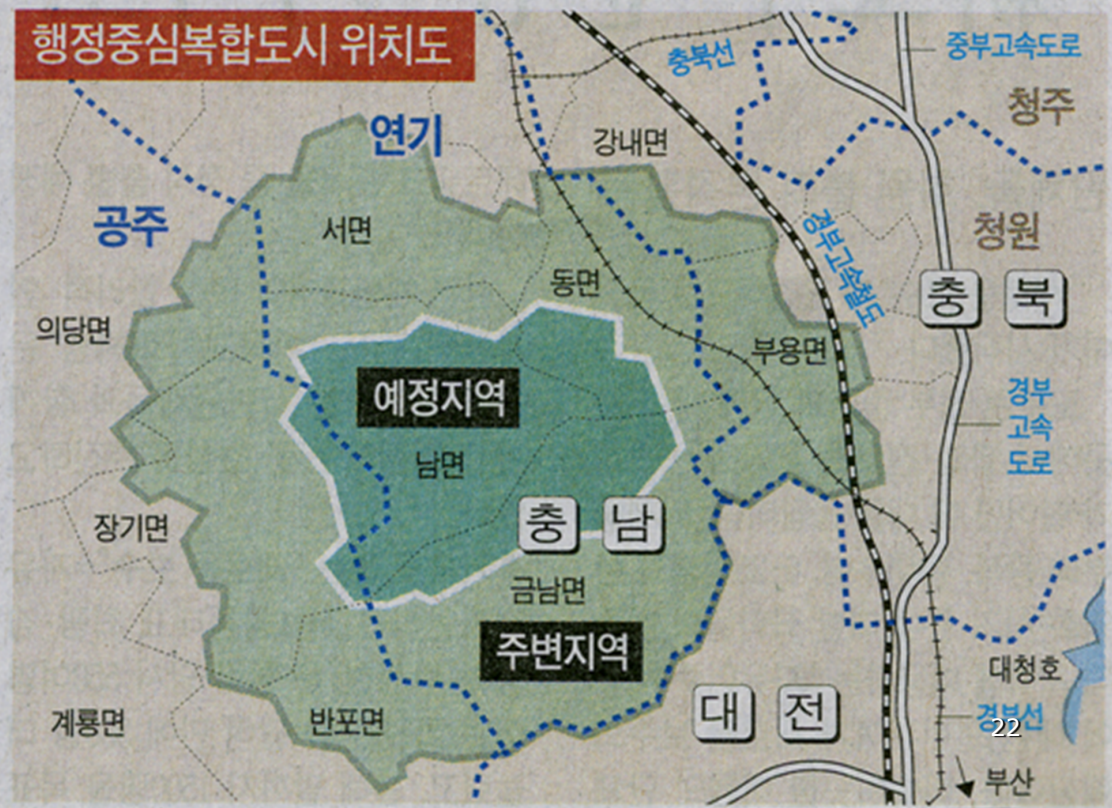 행정중심복합도시 위치도
충북선
중부고속도로
청주
연기
강내면
공주
서면
청원
동면
경부고속철도
충 북
의당면
부용면
예정지역
경부
고속
도로
남면
충 남
장기면
금남면
주변지역
대청호
계룡면
반포면
대 전
경부선
22
부산